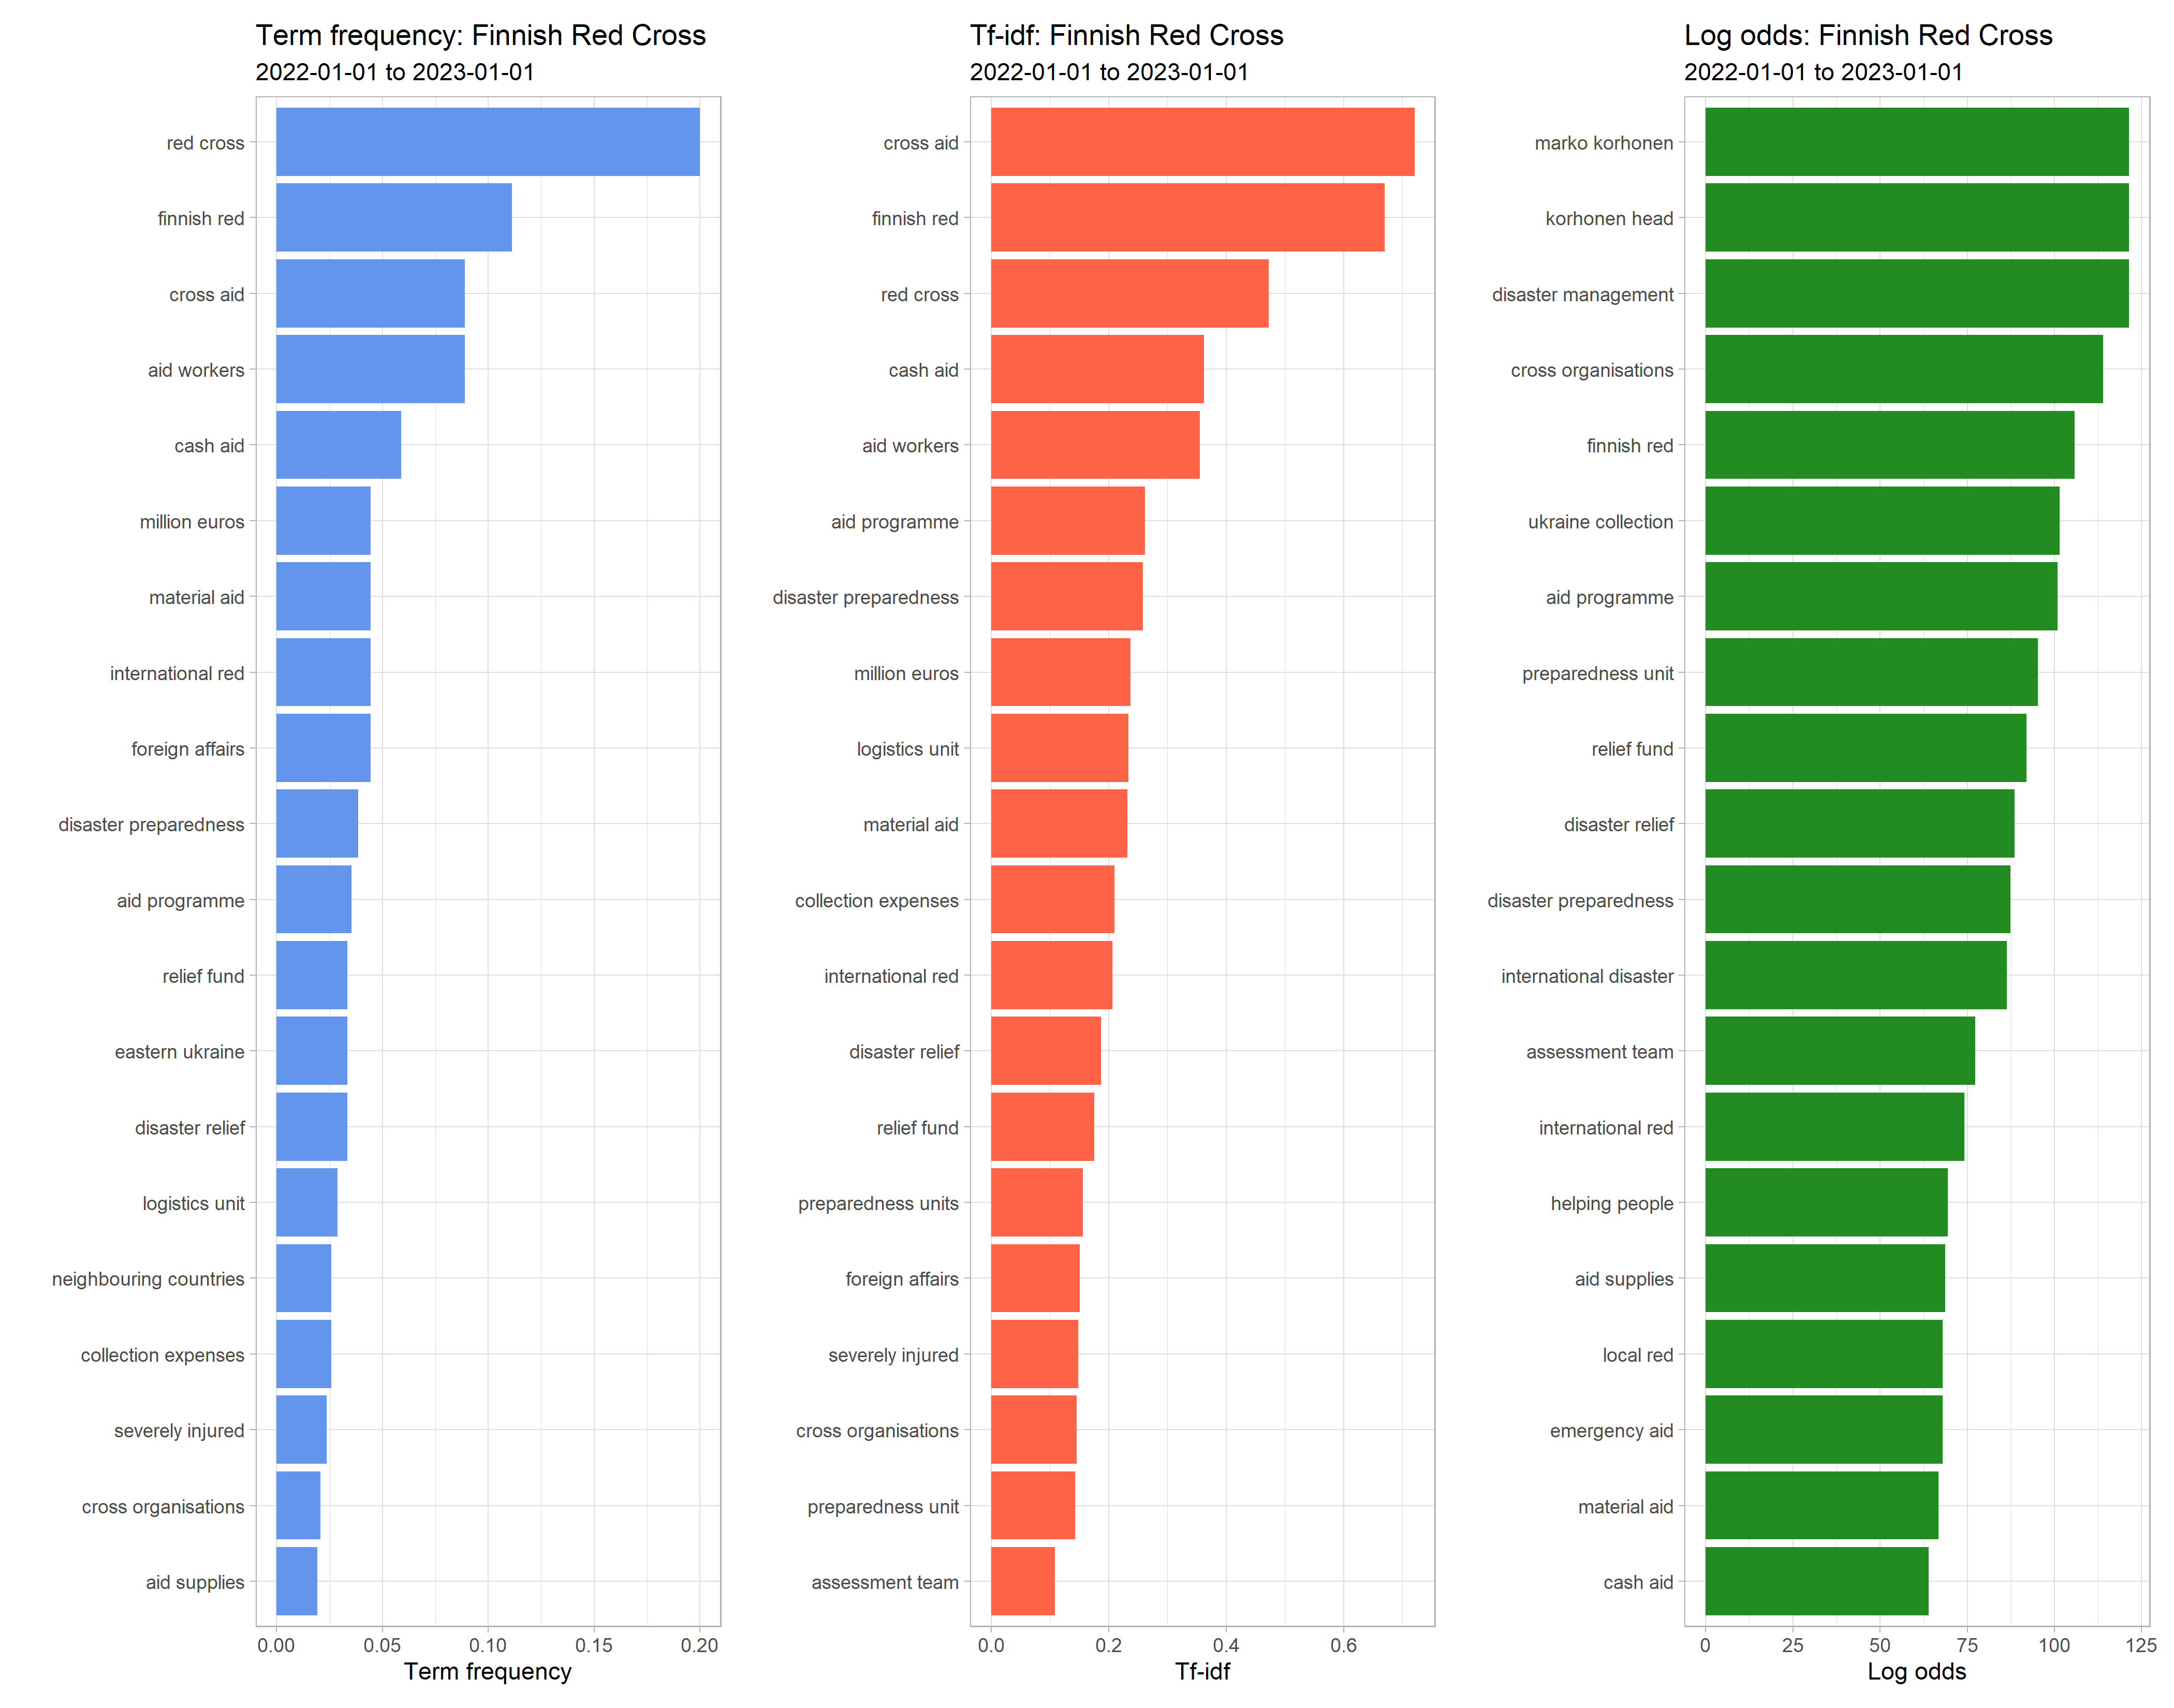 Term frequency: Finnish Red Cross
2022-01-01 to 2023-01-01
red cross
finnish red
cross aid
aid workers
cash aid
million euros
material aid
international red
foreign affairs
disaster preparedness
aid programme
relief fund
eastern ukraine
disaster relief
logistics unit
neighbouring countries
collection expenses
severely injured
cross organisations
aid supplies
0.00 0.05 0.10 0.15 0.20
Term frequency
Tf-idf: Finnish Red Cross
2022-01-01 to 2023-01-01
cross aid
finnish red
red cross
cash aid
aid workers
aid programme
disaster preparedness
million euros
logistics unit
material aid
collection expenses
international red
disaster relief
relief fund
preparedness units
foreign affairs
severely injured
cross organisations
preparedness unit
assessment team
0.0 0.2 0.4 0.6
Tf-idf
Log odds: Finnish Red Cross
2022-01-01 to 2023-01-01
marko korhonen
korhonen head
disaster management
cross organisations
finnish red
ukraine collection
aid programme
preparedness unit
relief fund
disaster relief
disaster preparedness
international disaster
assessment team
international red
helping people
aid supplies
local red
emergency aid
material aid
cash aid
0 25 50 75 100 125
Log odds